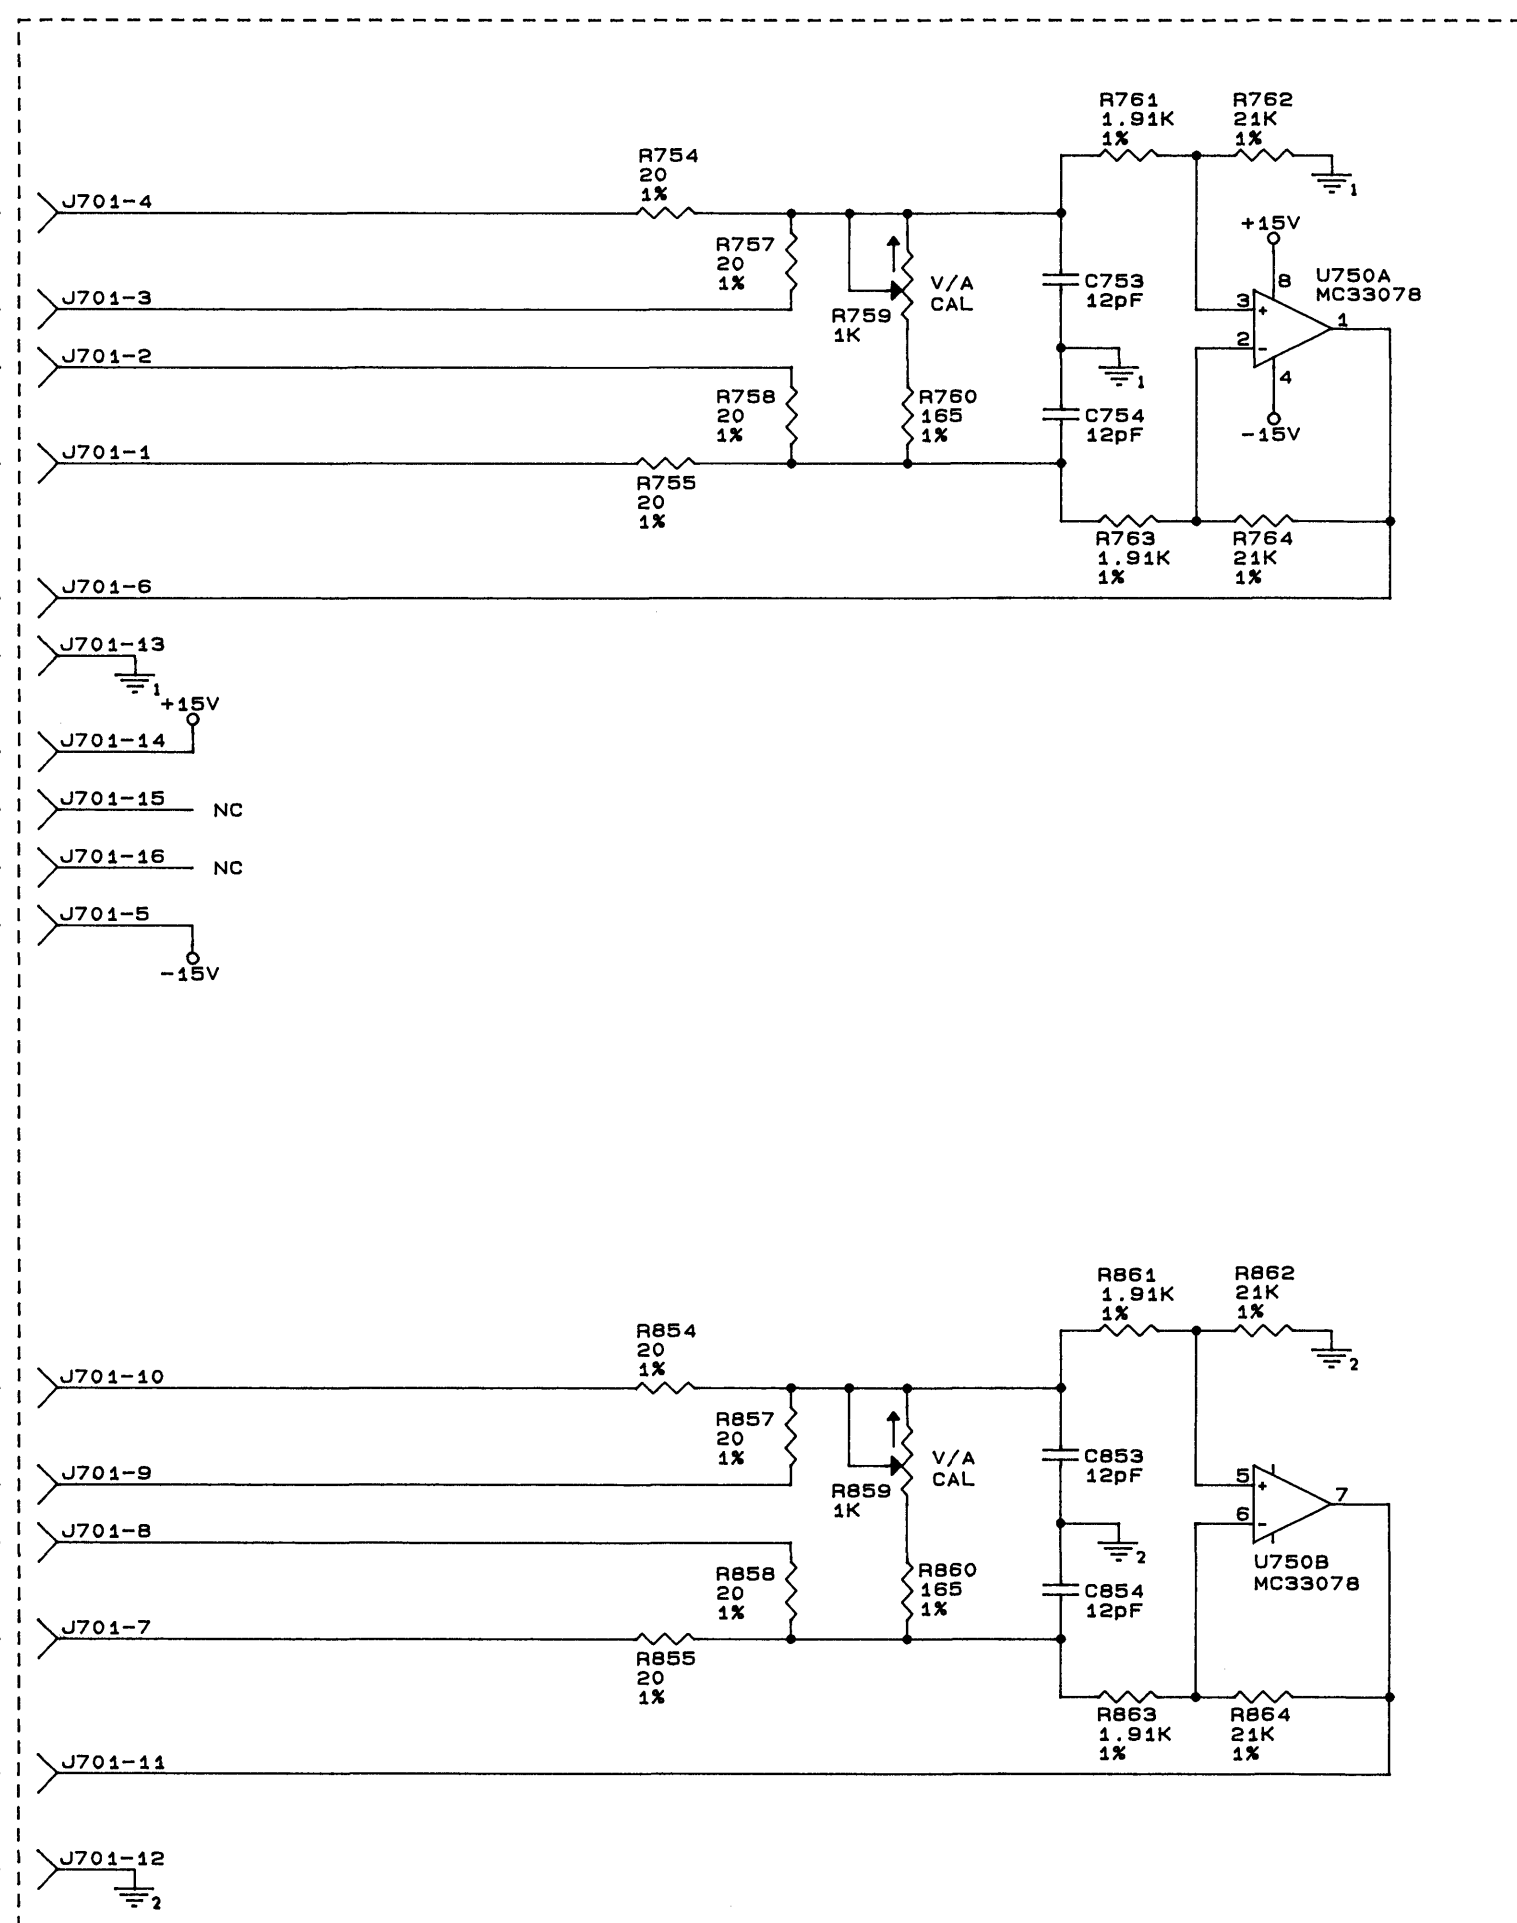 R761
1.91K
1%
R762
21K
1%
R754
20
1%
J701-4
1
+15V
R757
20
1%
V/A
CAL
C753
12pF
8
U750A
MC33078
J701-3
R759
1K
3
+
1
2
-
J701-2
1
4
R758
20
1%
R760
165
1%
C754
12pF
-15V
J701-1
R755
20
1%
R763
1.91K
1%
R764
21K
1%
J701-6
J701-13
1
+15V
J701-14
J701-15
NC
J701-16
NC
J701-5
-15V
R861
1.91K
1%
R862
21K
1%
R854
20
1%
2
J701-10
R857
20
1%
V/A
CAL
C853
12pF
J701-9
R859
1K
5
+
7
6
-
J701-8
2
U750B
MC33078
R858
20
1%
R860
165
1%
C854
12pF
J701-7
R855
20
1%
R863
1.91K
1%
R864
21K
1%
J701-11
J701-12
2